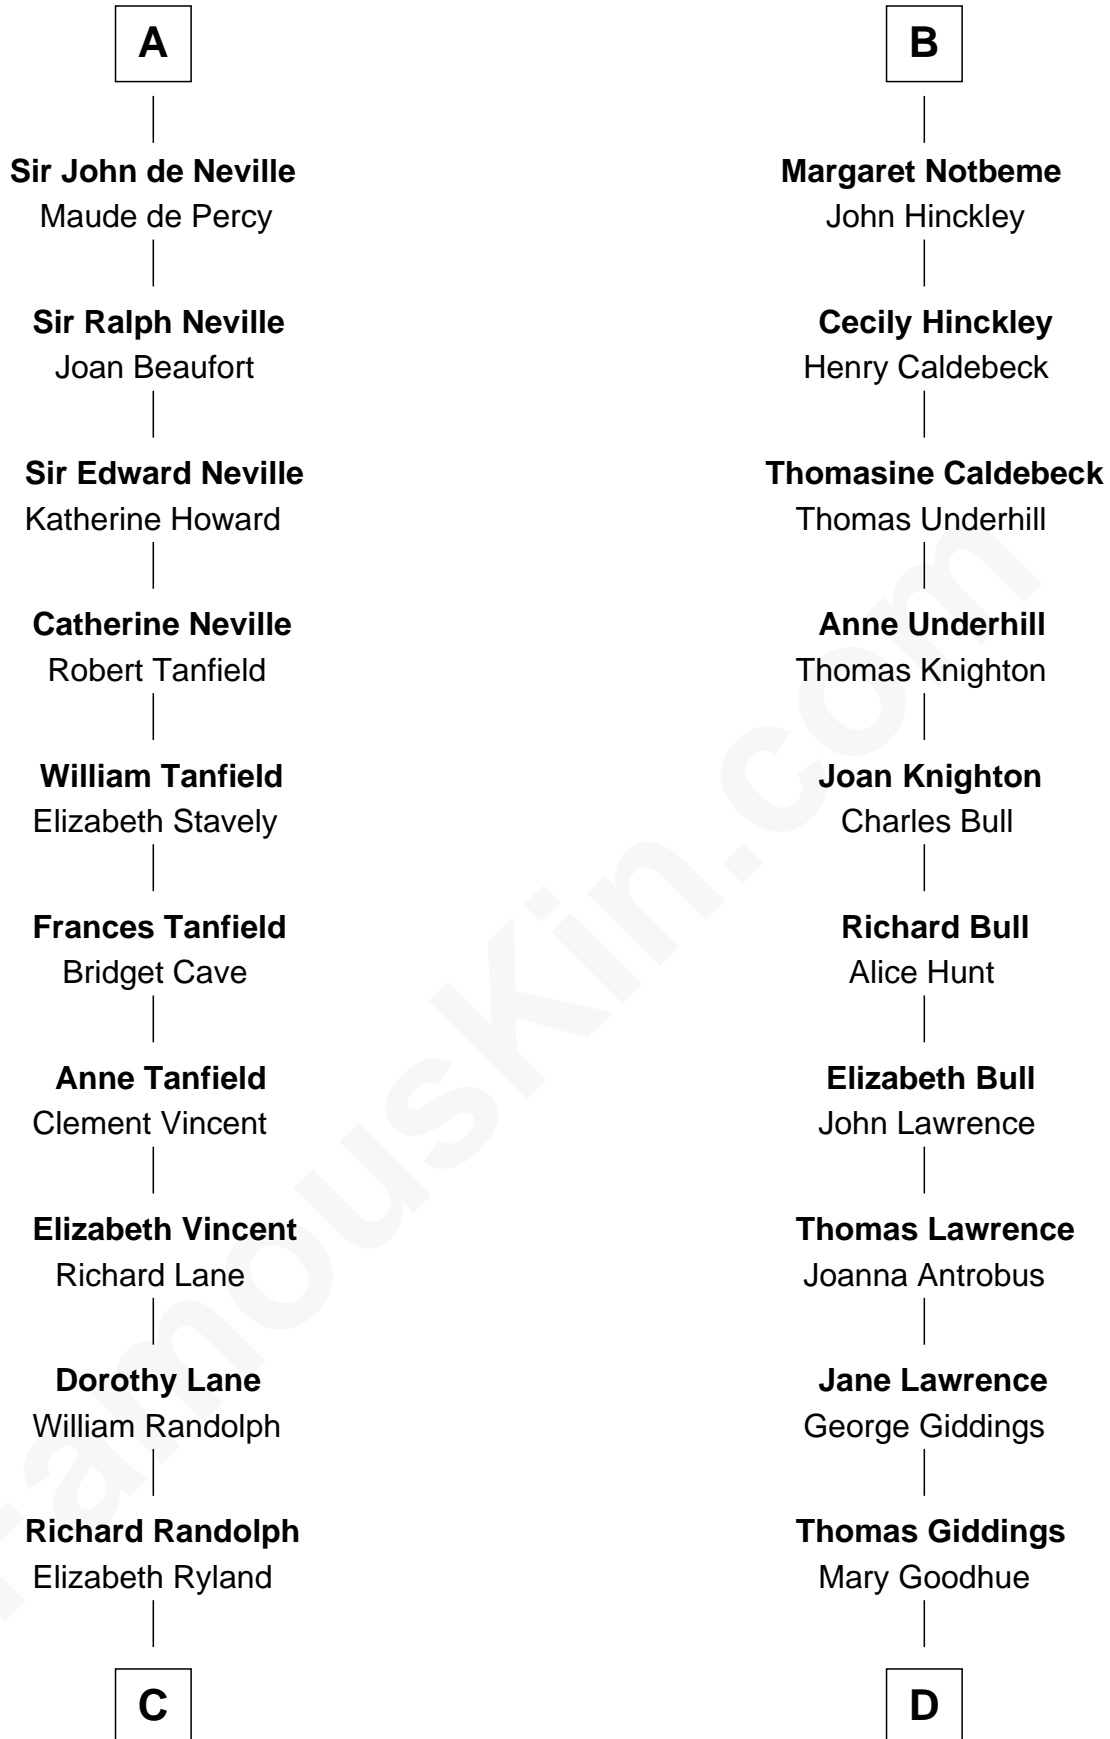 A
Sir John de Neville
Maude de Percy
Sir Ralph Neville
Joan Beaufort
Sir Edward Neville
Katherine Howard
Catherine Neville
Robert Tanfield
William Tanfield
Elizabeth Stavely
Frances Tanfield
Bridget Cave
Anne Tanfield
Clement Vincent
Elizabeth Vincent
Richard Lane
Dorothy Lane
William Randolph
Richard Randolph
Elizabeth Ryland
C
B
Margaret Notbeme
John Hinckley
Cecily Hinckley
Henry Caldebeck
Thomasine Caldebeck
Thomas Underhill
Anne Underhill
Thomas Knighton
Joan Knighton
Charles Bull
Richard Bull
Alice Hunt
Elizabeth Bull
John Lawrence
Thomas Lawrence
Joanna Antrobus
Jane Lawrence
George Giddings
Thomas Giddings
Mary Goodhue
D
FamousKin.com